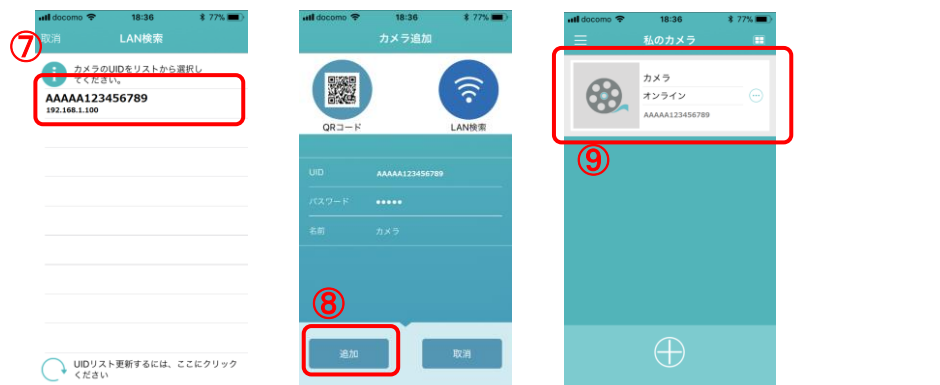 docomo 18:36 77%
取消 LAN検索
⑦
カメラのUIDをリストから選択し
てください。
AAAAA123456789
192.168.1.100
UIDリスト更新するには、ここにクリック
ください
docomo 18:36 77%
カメラ追加
QRコード LAN検索
UID AAAAA123456789
パスワード •••••
名前 カメラ
⑧
追加 取消
docomo 18:36 77%
私のカメラ
カメラ
オンライン
AAAAA123456789
⑨